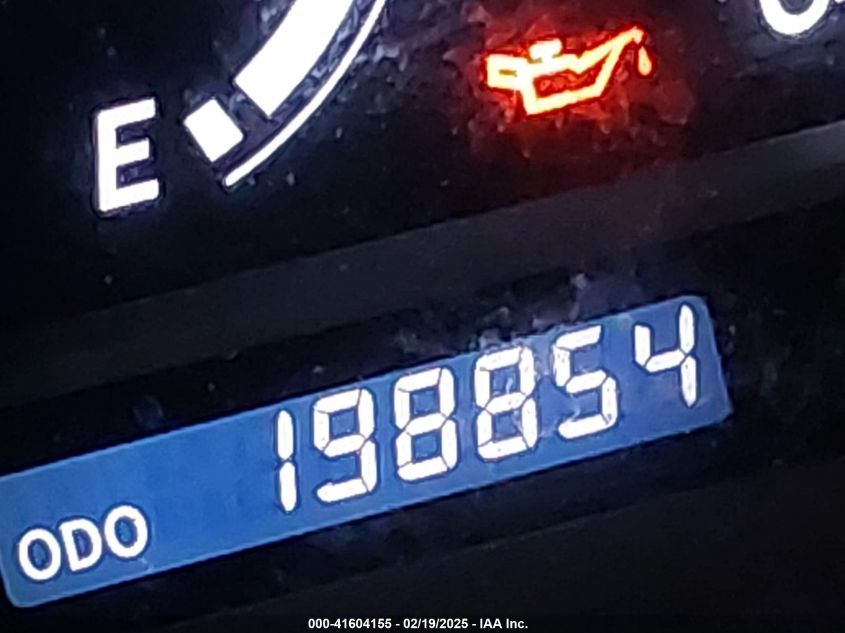 E
ODO 198854
000-41604155 - 02/19/2025 - IAA Inc.